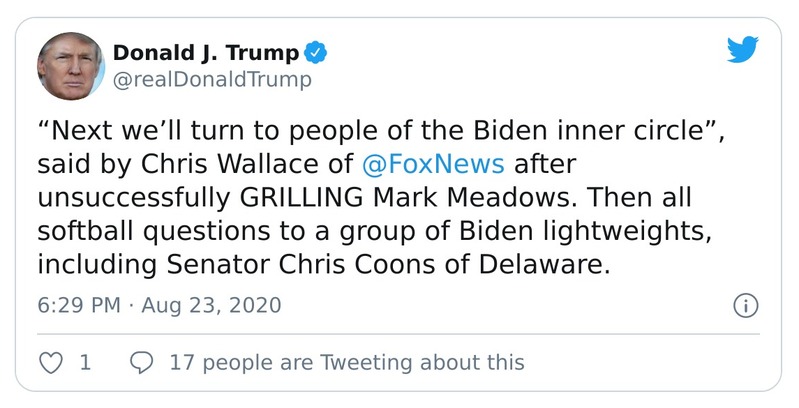 Donald J. Trump
@realDonaldTrump
“Next we’ll turn to people of the Biden inner circle”,
said by Chris Wallace of @FoxNews after
unsuccessfully GRILLING Mark Meadows. Then all
softball questions to a group of Biden lightweights,
including Senator Chris Coons of Delaware.
6:29 PM · Aug 23, 2020
1 17 people are Tweeting about this